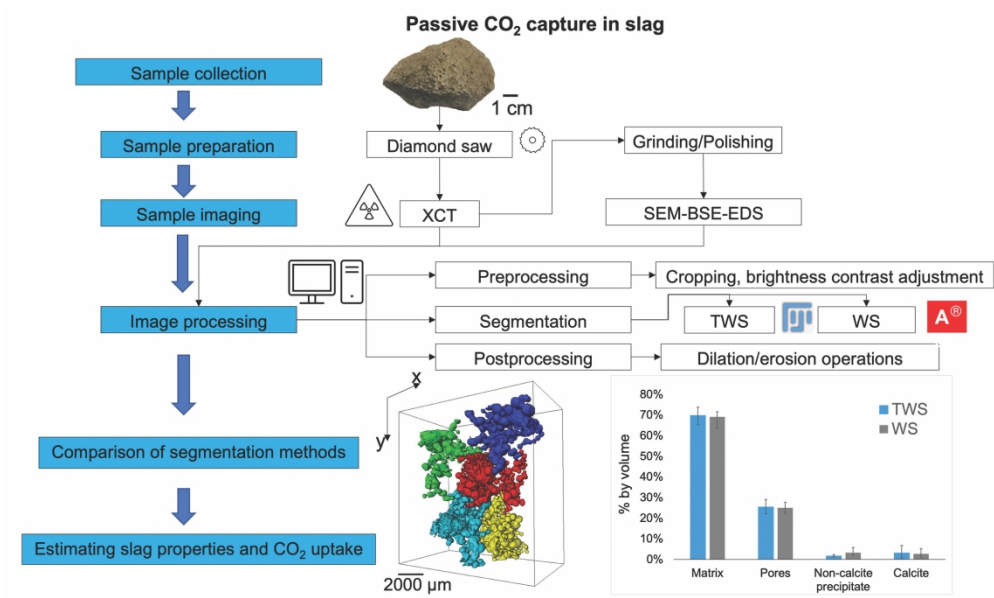 Passive CO₂ capture in slag
Sample collection
1 cm
Sample preparation
Diamond saw
Grinding/Polishing
Sample imaging
XCT
SEM-BSE-EDS
Preprocessing
Cropping, brightness contrast adjustment
Image processing
Segmentation
TWS
WS
A®
Postprocessing
Dilation/erosion operations
x
y
Comparison of segmentation methods
Estimating slag properties and CO₂ uptake
2000 µm
80%
70%
60%
50%
40%
30%
20%
10%
0%
% by volume
TWS
WS
Matrix
Pores
Non-calcite
precipitate
Calcite